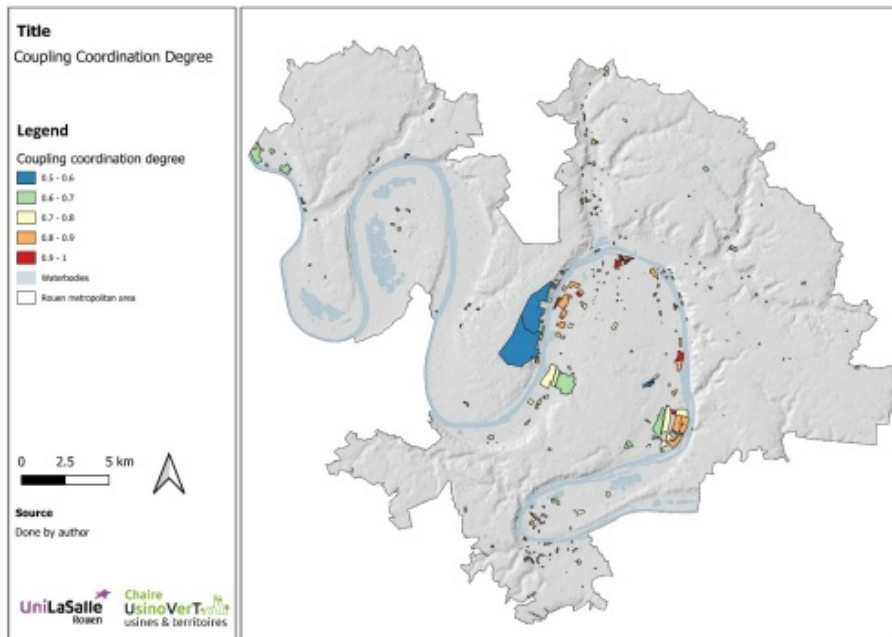 Title
Coupling Coordination Degree
Legend
Coupling coordination degree
0.5 - 0.6
0.6 - 0.7
0.7 - 0.8
0.8 - 0.9
0.9 - 1
Waterbodies
Rouen metropolitan area
0 2.5 5 km
Source
Done by author
UniLaSalle
Rouen
Chaire
UsinoVerT
usines & territoires